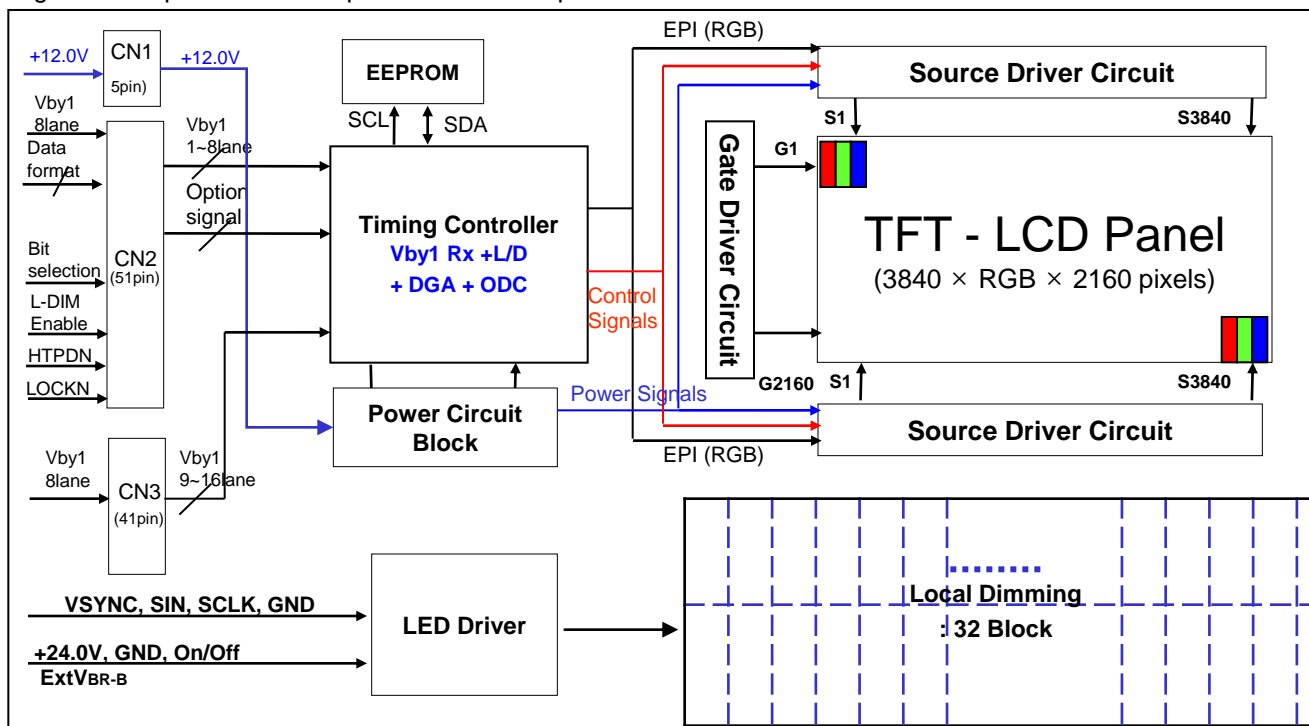 +12.0V
CN1
5pin)
+12.0V
EEPROM
SCL
SDA
EPI (RGB)
Source Driver Circuit
S1
S3840
Vby1
8lane
Data
format
Vby1
1~8lane
Option
signal
CN2
(51pin)
Bit
selection
L-DIM
Enable
HTPDN
LOCKN
Timing Controller
Vby1 Rx +L/D
+ DGA + ODC
Control
Signals
Gate Driver Circuit
G1
G2160
TFT - LCD Panel
(3840 × RGB × 2160 pixels)
S1
S3840
Power Circuit
Block
Power Signals
EPI (RGB)
Source Driver Circuit
Vby1
8lane
CN3
(41pin)
Vby1
9~16lane
VSYNC, SIN, SCLK, GND
+24.0V, GND, On/Off
ExtVBR-B
LED Driver
Local Dimming
: 32 Block